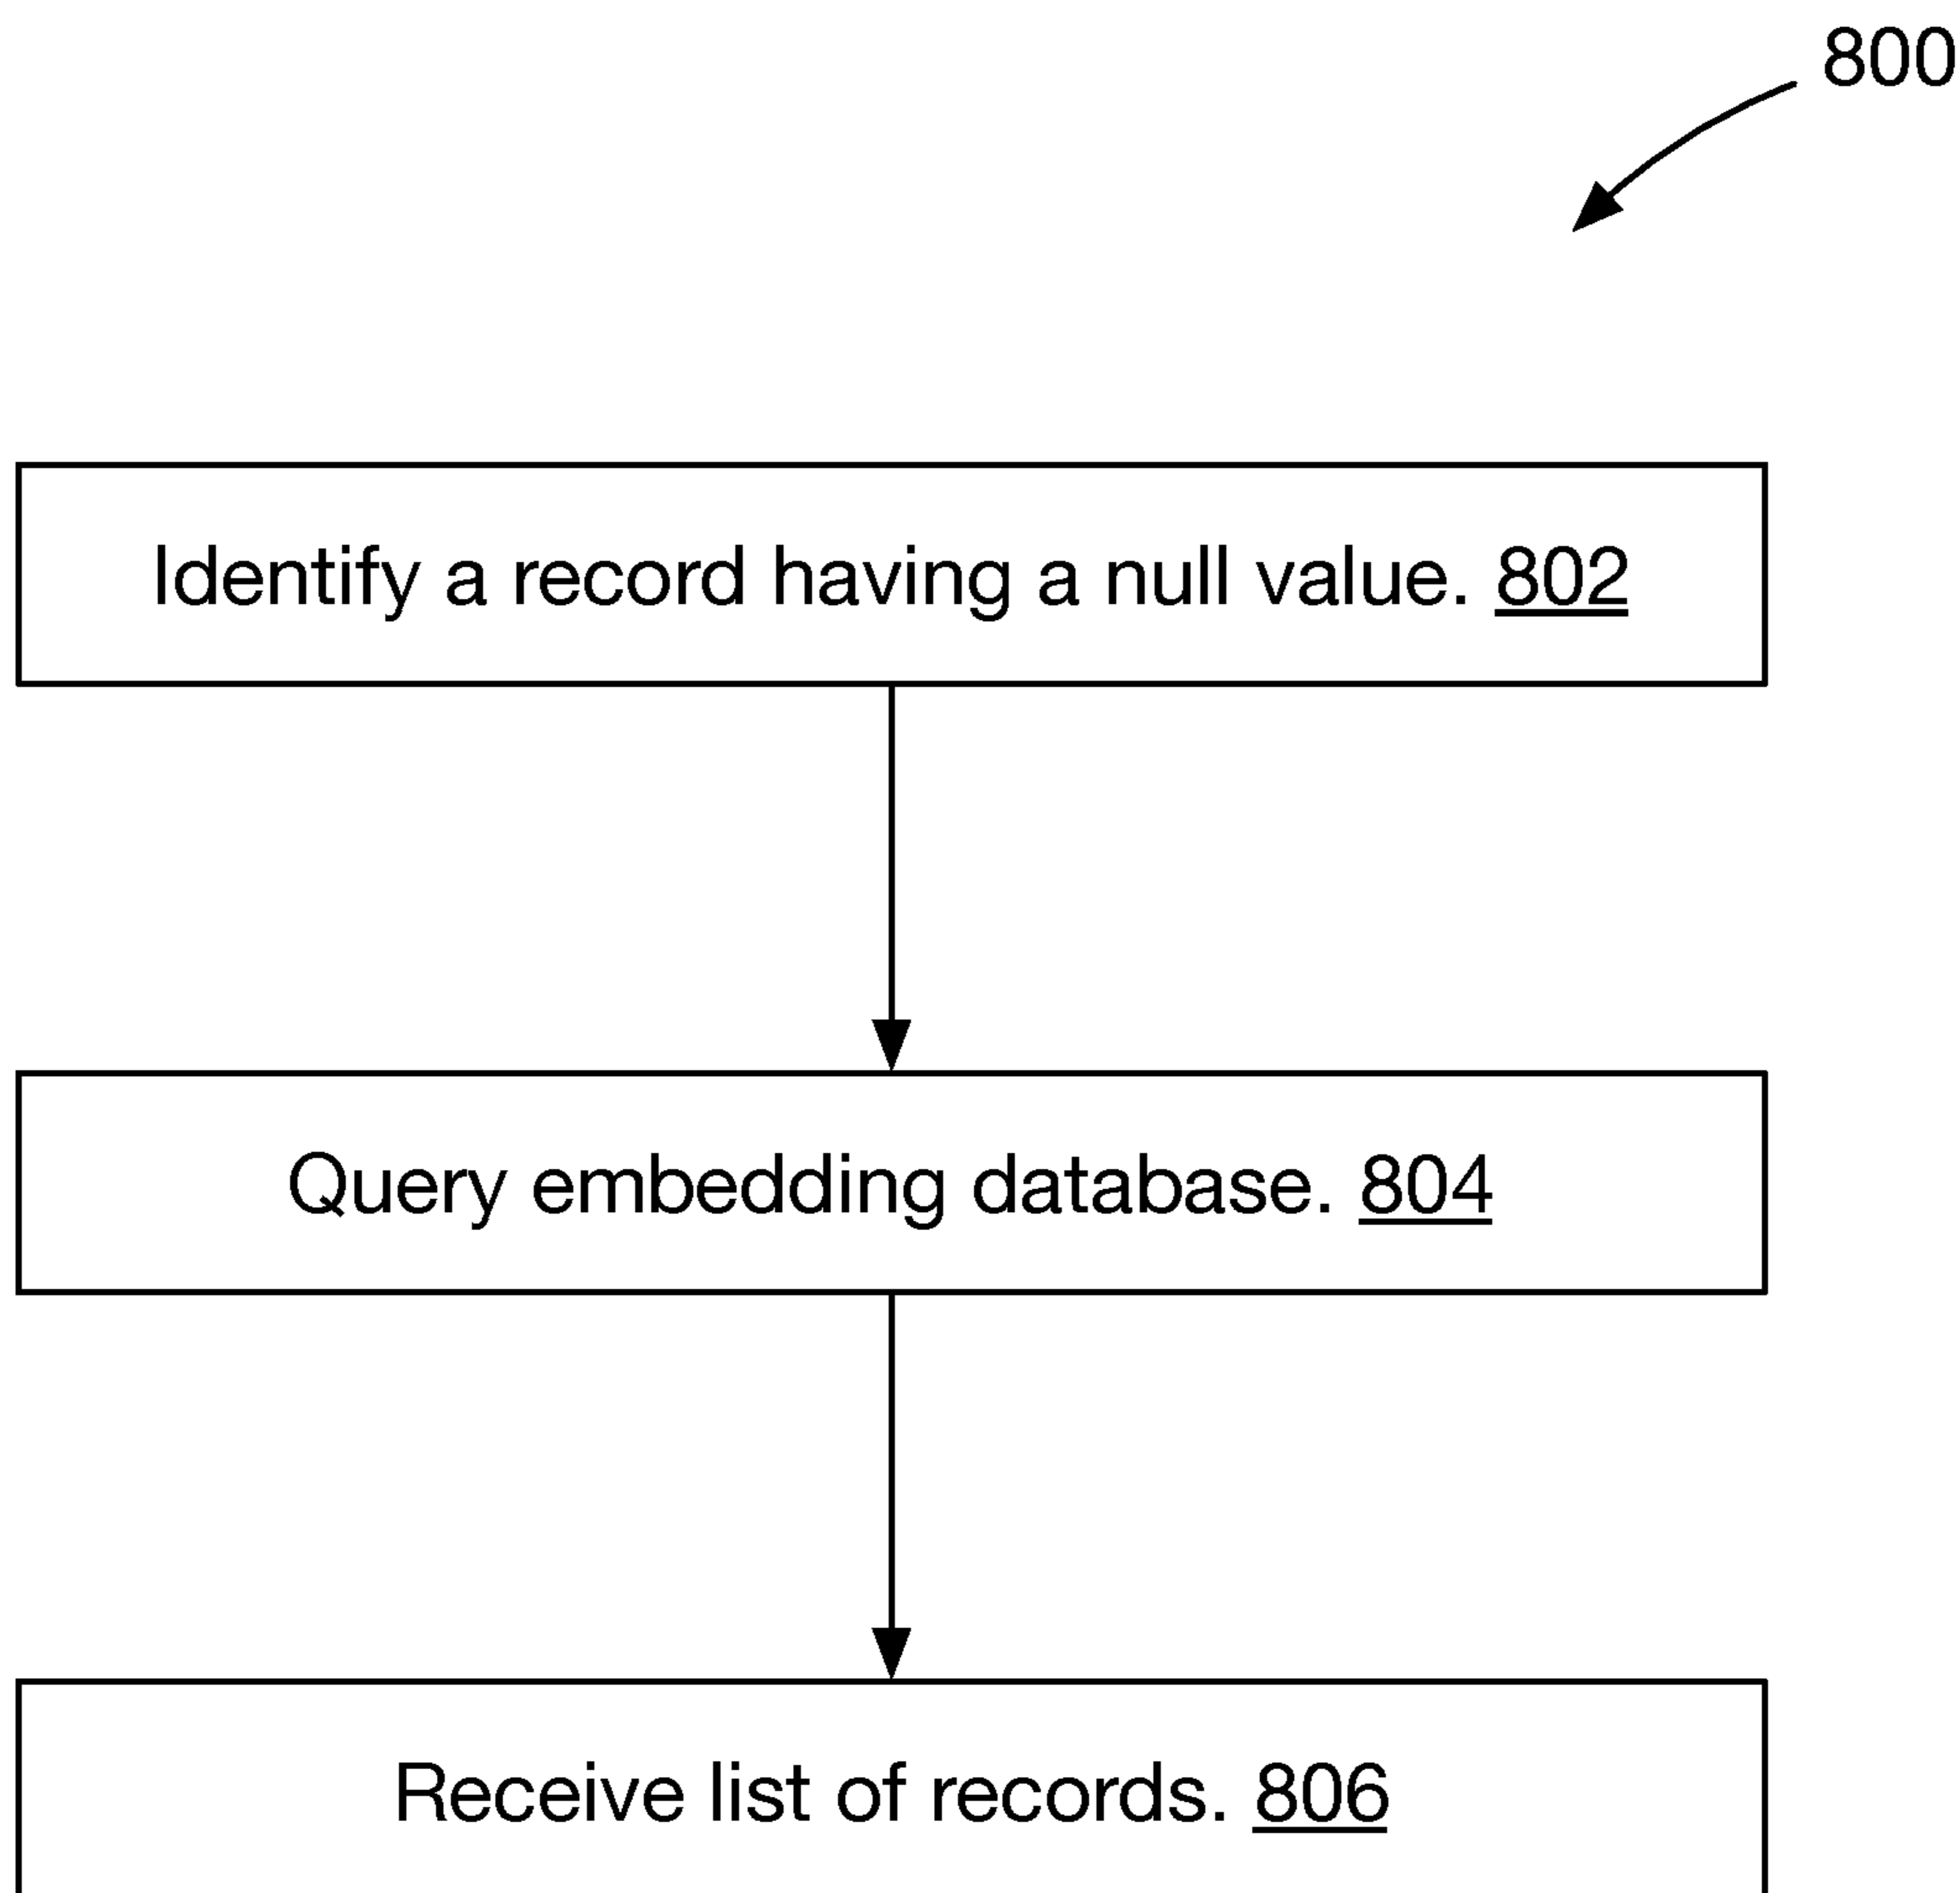 800
Identify a record having a null value. 802
Query embedding database. 804
Receive list of records. 806